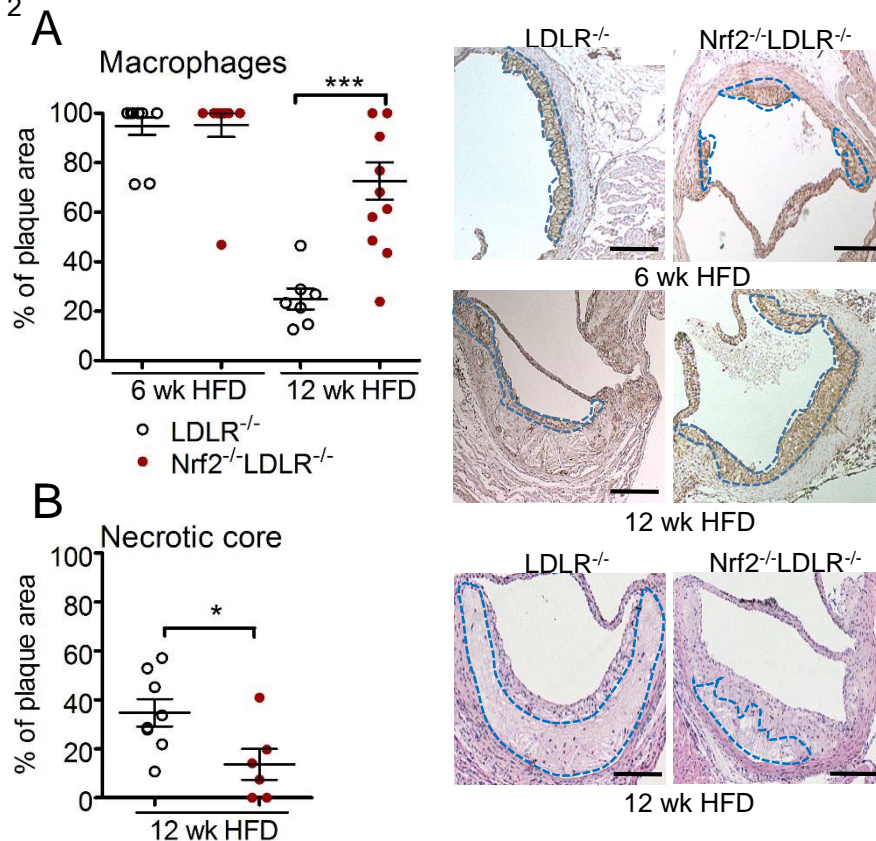 2
A
Macrophages
***
% of plaque area
100
80
60
40
20
0
6 wk HFD
12 wk HFD
LDLR-/-
Nrf2-/-LDLR-/-
LDLR-/-
Nrf2-/-LDLR-/-
6 wk HFD
12 wk HFD
B
Necrotic core
*
% of plaque area
100
80
60
40
20
0
12 wk HFD
LDLR-/-
Nrf2-/-LDLR-/-
12 wk HFD